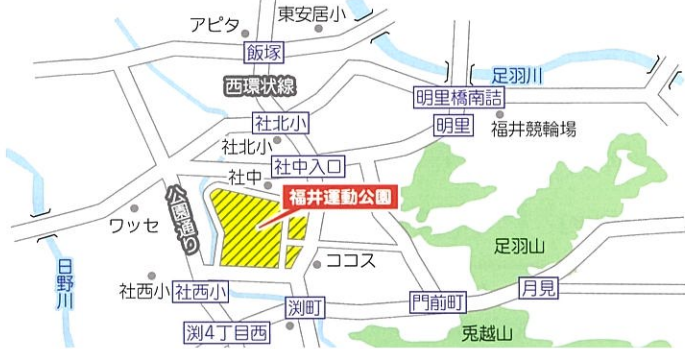 東安居小
アピタ
飯塚
足羽川
西環状線
明里橋南詰
社北小
明里
福井競輪場
社北小
社中入口
社中
福井運動公園
ワッセ
公園通り
足羽山
ココス
日野川
社西小
社西小
月見
門前町
渕町
渕4丁目西
兎越山